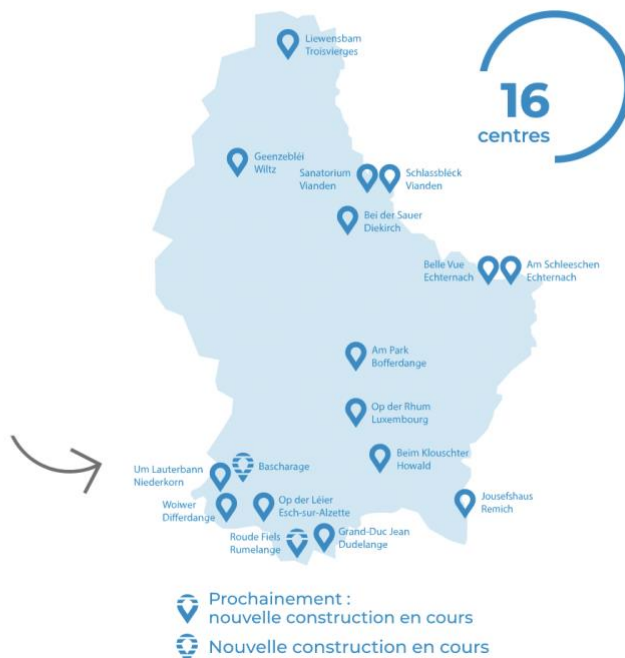 Liewensbam
Troisvierges
16
centres
Geenzebléi
Wiltz
Sanatorium
Vianden
Schlassbléck
Vianden
Bei der Sauer
Diekirch
Belle Vue
Echternach
Am Schleeschen
Echternach
Am Park
Bofferdange
Op der Rhum
Luxembourg
Beim Klouschter
Howald
Um Lauterbann
Niederkorn
Bascharage
Woiwer
Differdange
Op der Léier
Esch-sur-Alzette
Jousefshaus
Remich
Roude Fiels
Rumelange
Grand-Duc Jean
Dudelange
Prochainement :
nouvelle construction en cours
Nouvelle construction en cours